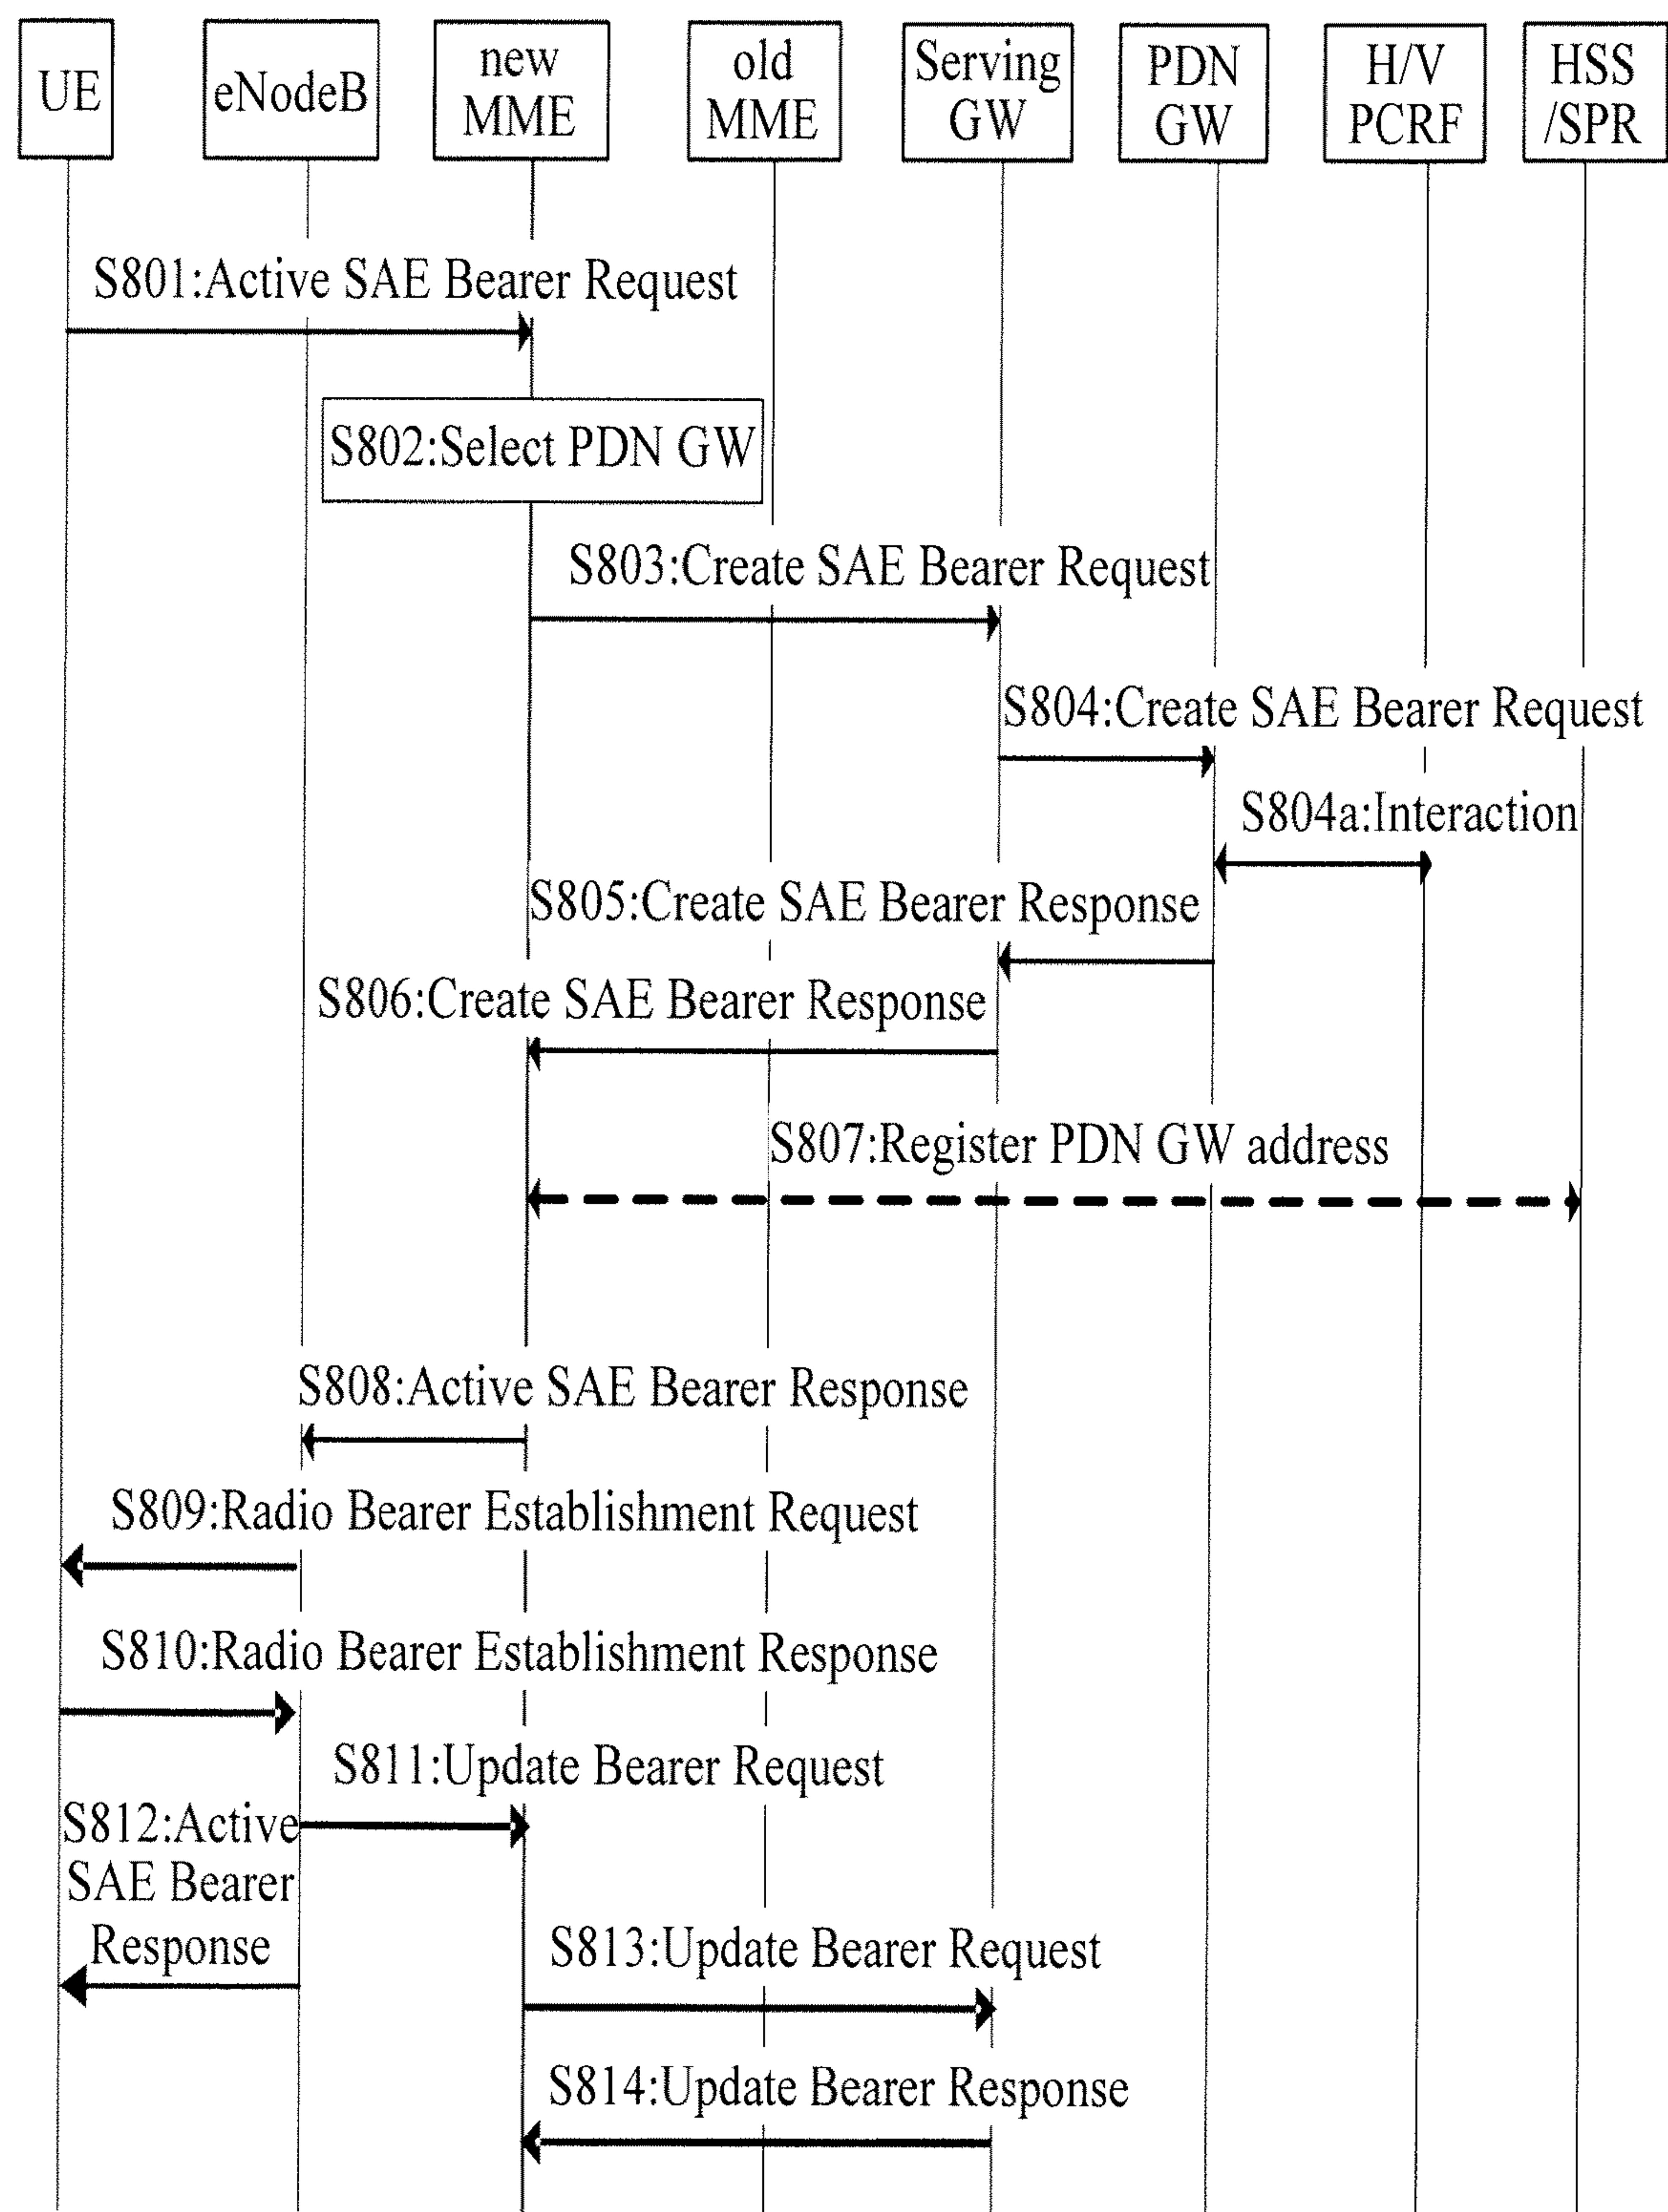 UE
eNodeB
new
MME
old
MME
Serving
GW
PDN
GW
H/V
PCRF
HSS
/SPR
S801:Active SAE Bearer Request
S802:Select PDN GW
S803:Create SAE Bearer Request
S804:Create SAE Bearer Request
S804a:Interaction
S805:Create SAE Bearer Response
S806:Create SAE Bearer Response
S807:Register PDN GW address
S808:Active SAE Bearer Response
S809:Radio Bearer Establishment Request
S810:Radio Bearer Establishment Response
S811:Update Bearer Request
S812:Active
SAE Bearer
Response
S813:Update Bearer Request
S814:Update Bearer Response